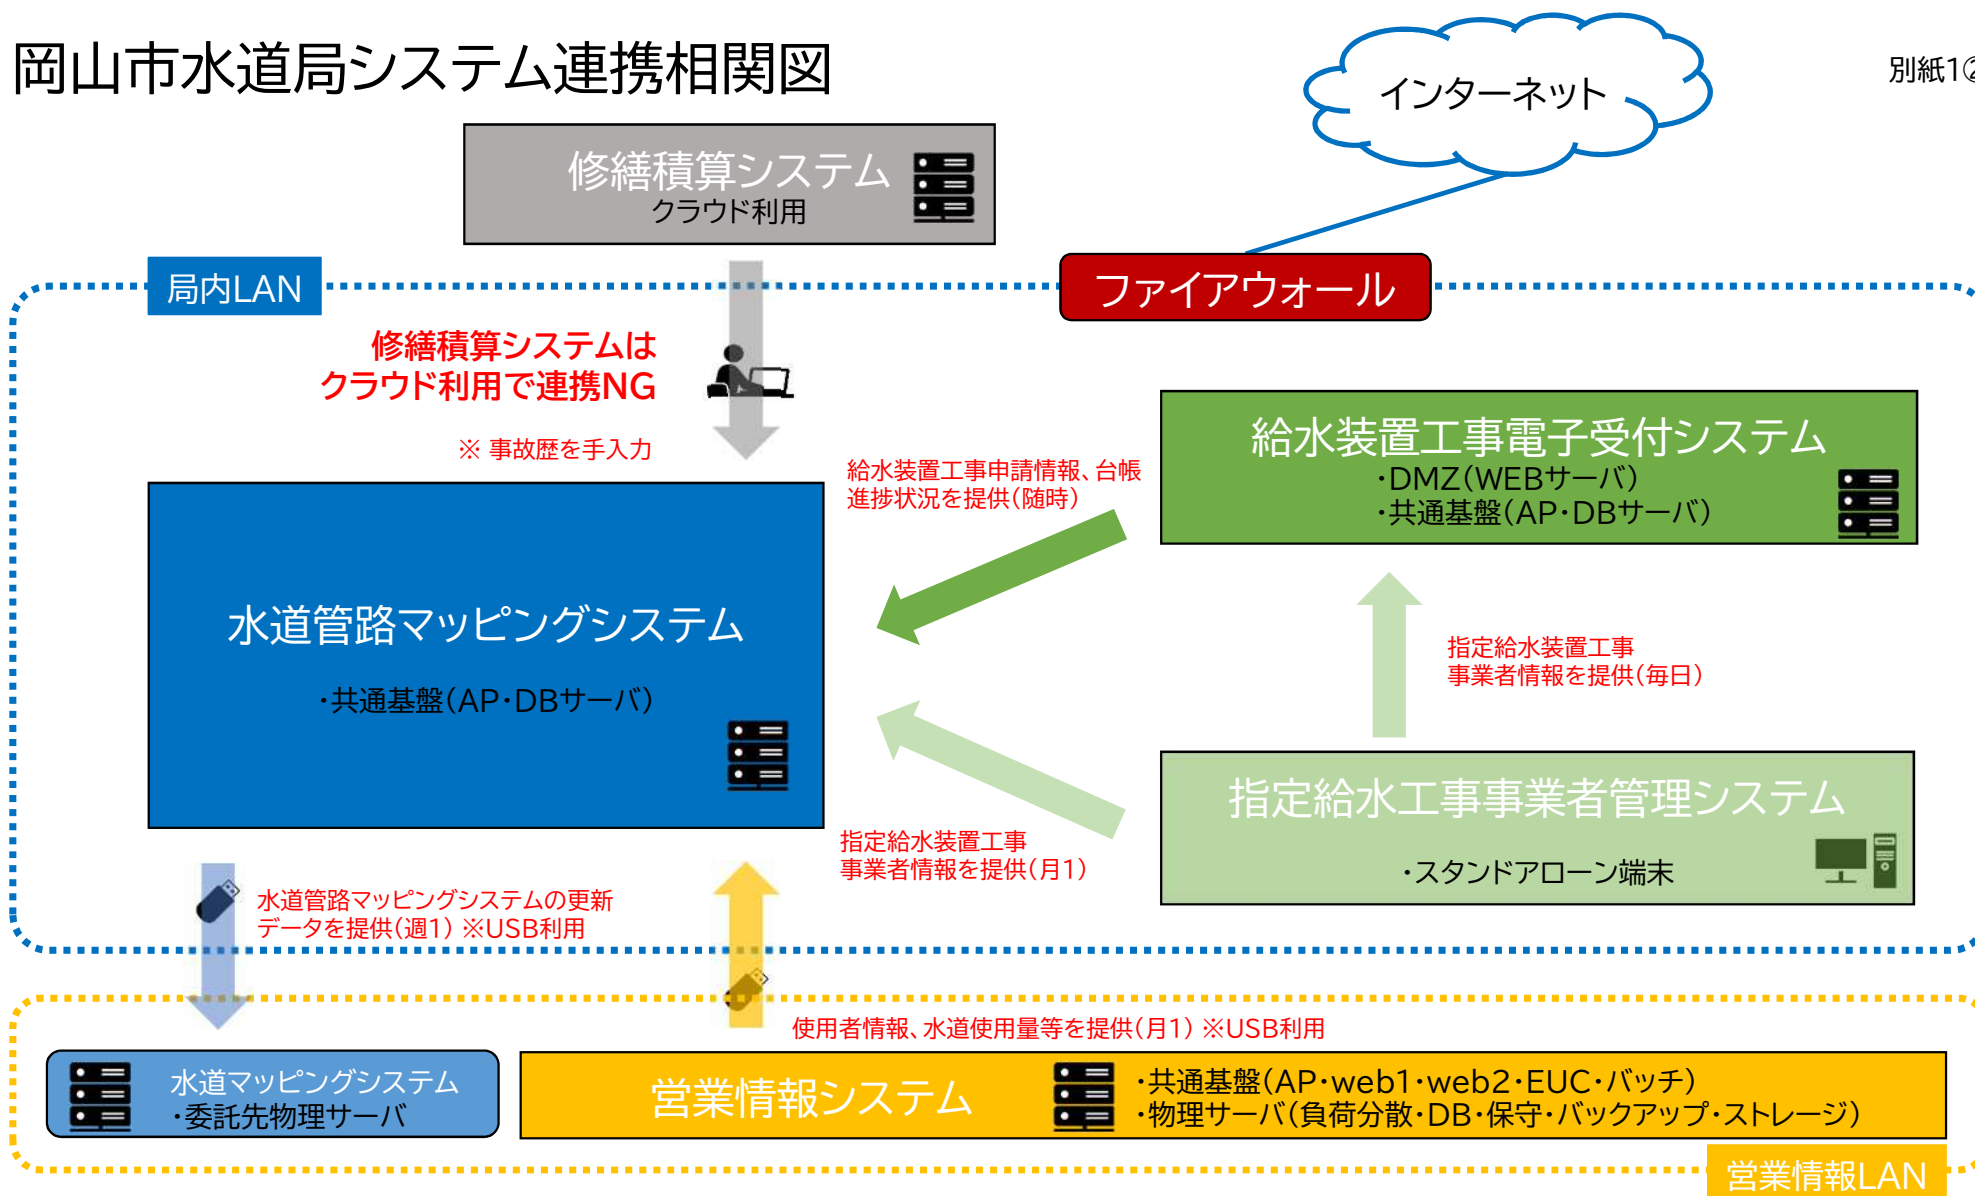 岡山市水道局システム連携相関図
別紙1②
インターネット
修繕積算システム
クラウド利用
局内LAN
ファイアウォール
修繕積算システムは
クラウド利用で連携NG
※ 事故歴を手入力
給水装置工事申請情報、台帳
進捗状況を提供(随時)
給水装置工事電子受付システム
・DMZ(WEBサーバ)
・共通基盤(AP・DBサーバ)
水道管路マッピングシステム
・共通基盤(AP・DBサーバ)
指定給水装置工事
事業者情報を提供(毎日)
指定給水工事事業者管理システム
・スタンドアローン端末
指定給水装置工事
事業者情報を提供(月1)
水道管路マッピングシステムの更新
データを提供(週1) ※USB利用
使用者情報、水道使用量等を提供(月1) ※USB利用
水道マッピングシステム
・委託先物理サーバ
営業情報システム
・共通基盤(AP・web1・web2・EUC・バッチ)
・物理サーバ(負荷分散・DB・保守・バックアップ・ストレージ)
営業情報LAN